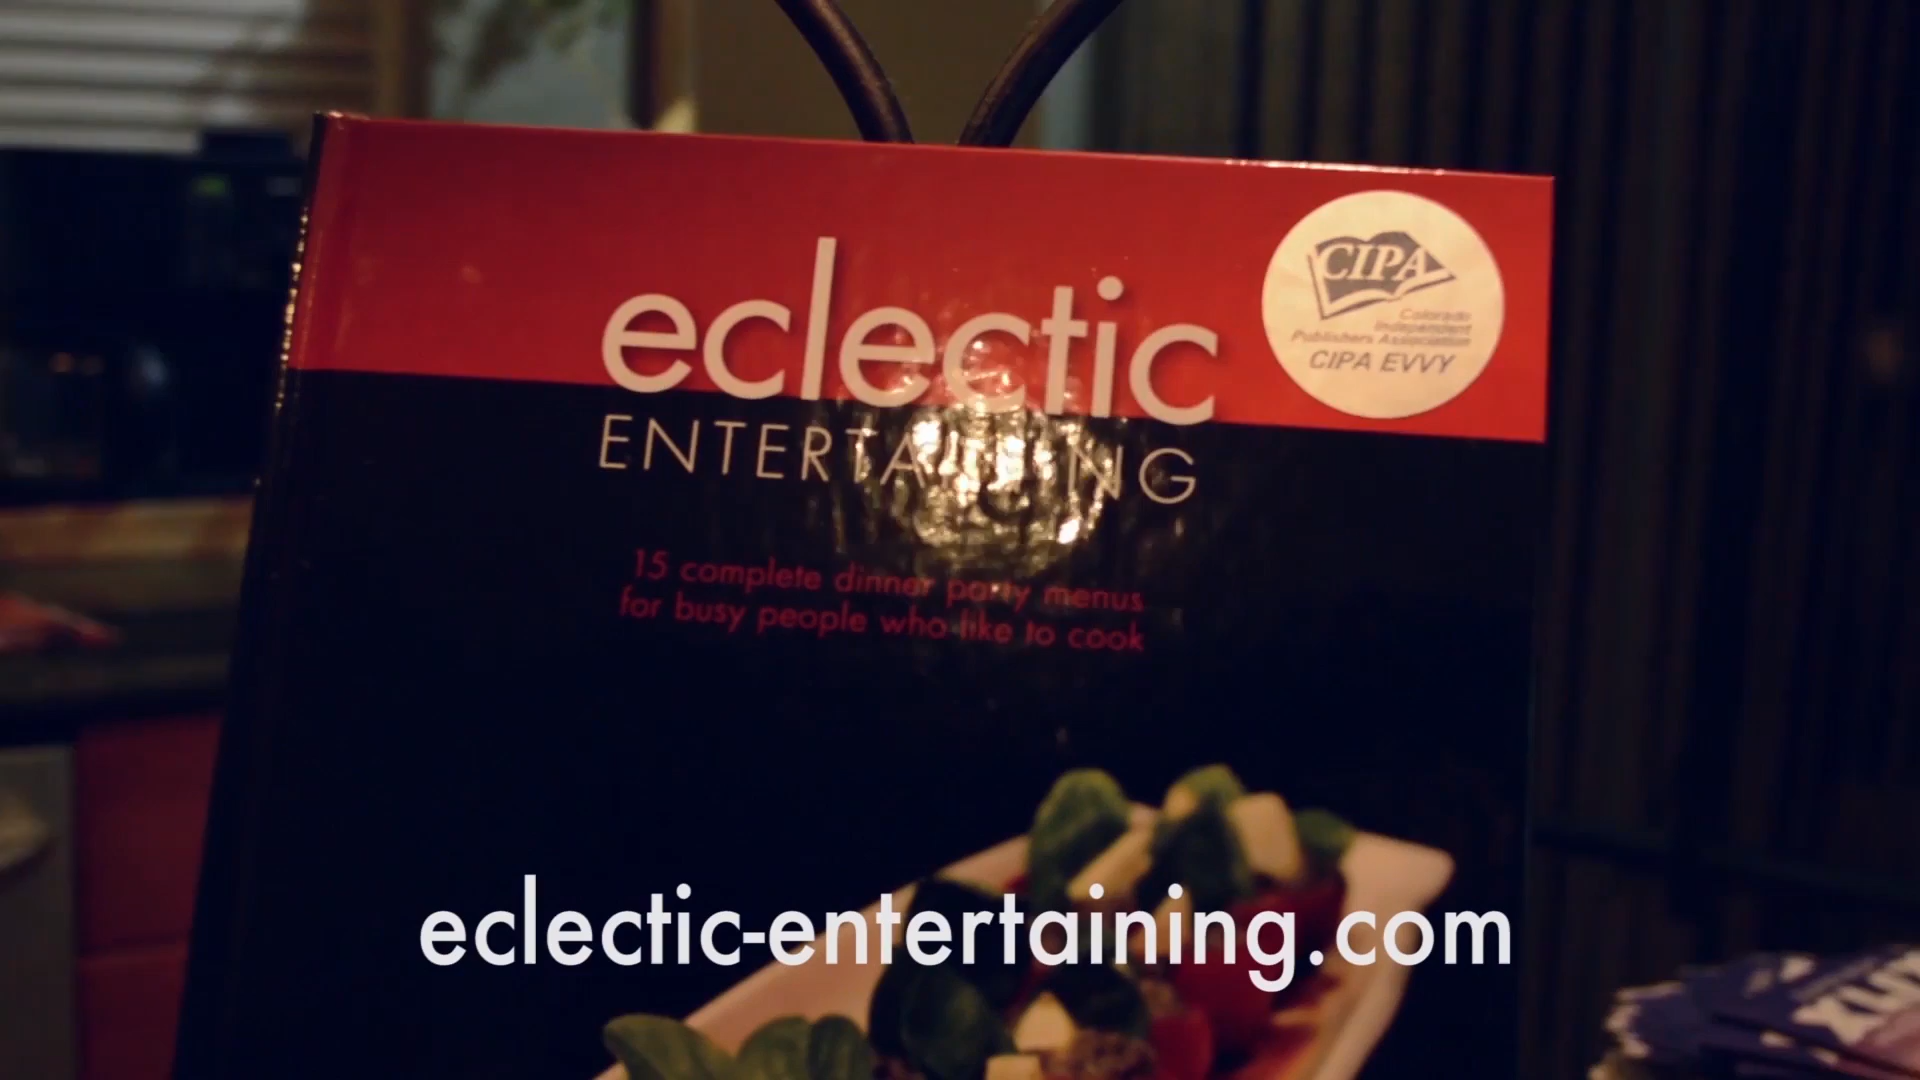 eclectic
ENTERTAINING
CIPA
Colorado
Independent
Publishers Association
CIPA EVVY
15 complete dinner party menus
for busy people who like to cook
eclectic-entertaining.com